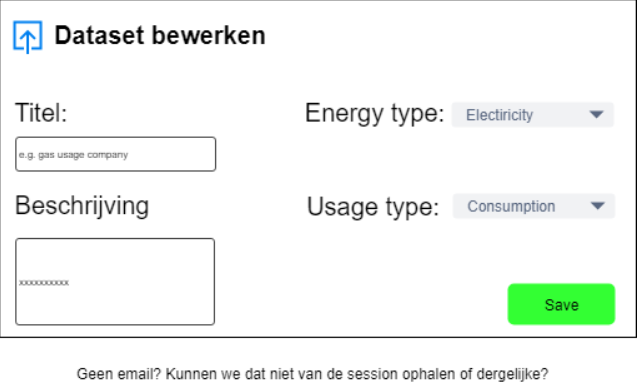 Dataset bewerken
Titel:
e.g. gas usage company
Energy type: Electiricity
Beschrijving
xxxxxxxxxx
Usage type: Consumption
Save
Geen email? Kunnen we dat niet van de session ophalen of dergelijke?